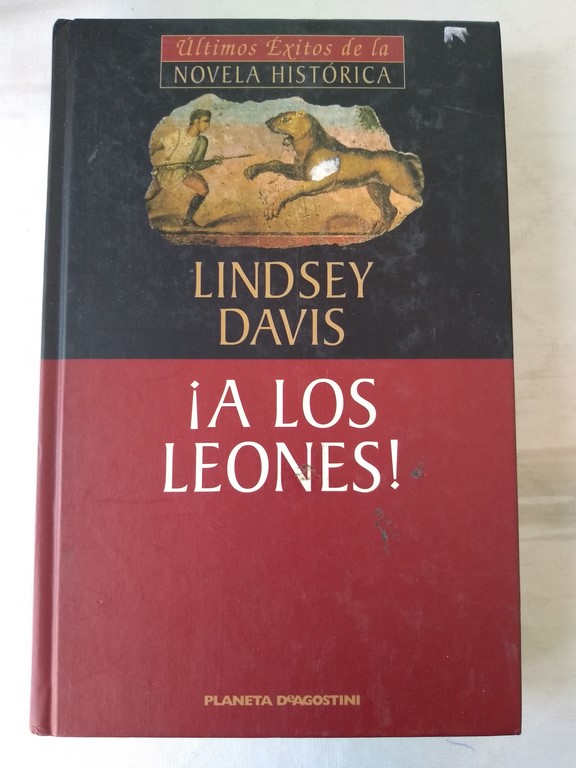 Últimos Éxitos de la
NOVELA HISTÓRICA
LINDSEY
DAVIS
¡A LOS
LEONES!
PLANETA DeAGOSTINI